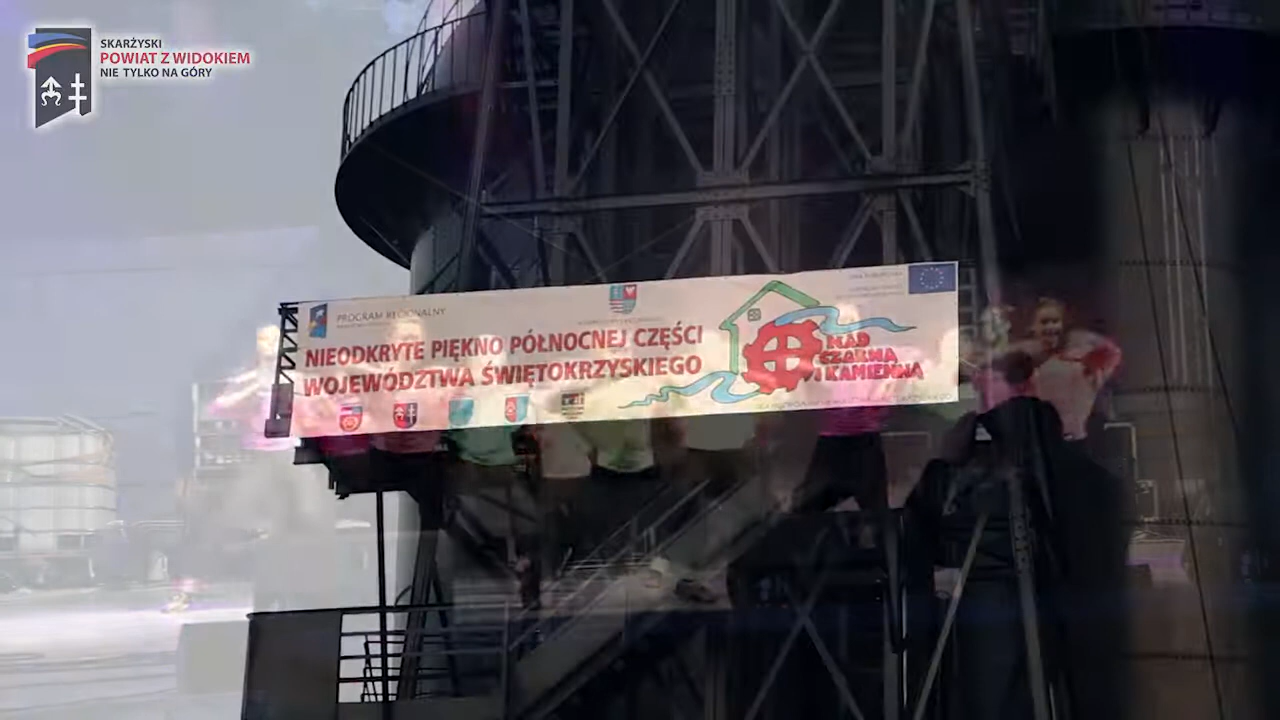 SKARŻYSKI
POWIAT Z WIDOKIEM
NIE TYLKO NA GÓRY
PROGRAM REGIONALNY
NIEODKRYTE PIĘKNO PÓŁNOCNEJ CZĘŚCI
WOJEWÓDZTWA ŚWIĘTOKRZYSKIEGO
NAD
CZARNĄ
I KAMIENNĄ